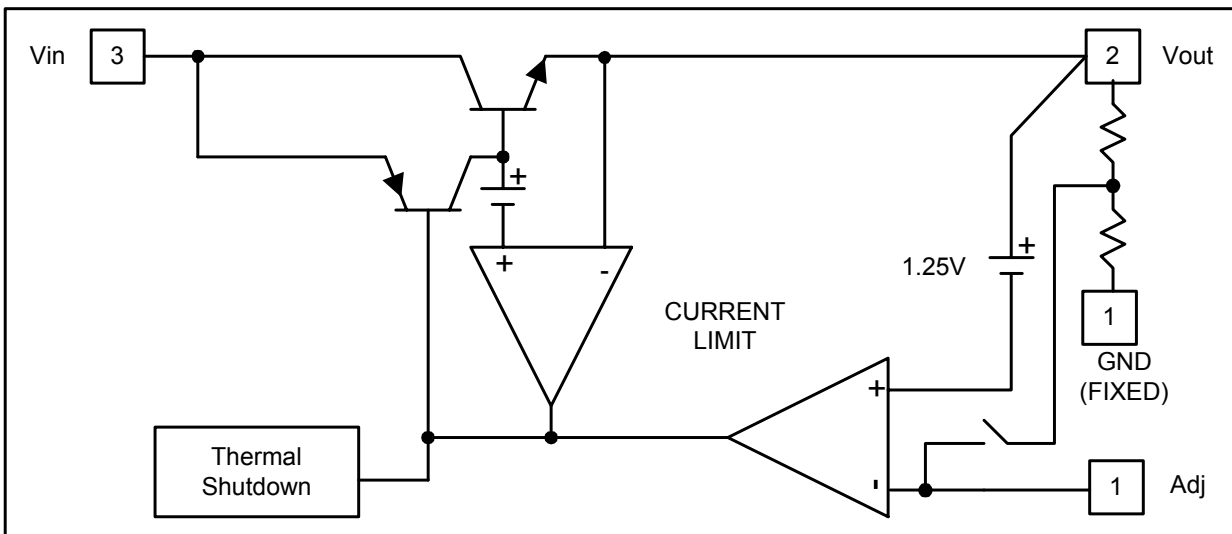 Vin
3
2
Vout
+
+
-
CURRENT
LIMIT
1.25V
+
1
GND
(FIXED)
+
-
Thermal
Shutdown
1
Adj